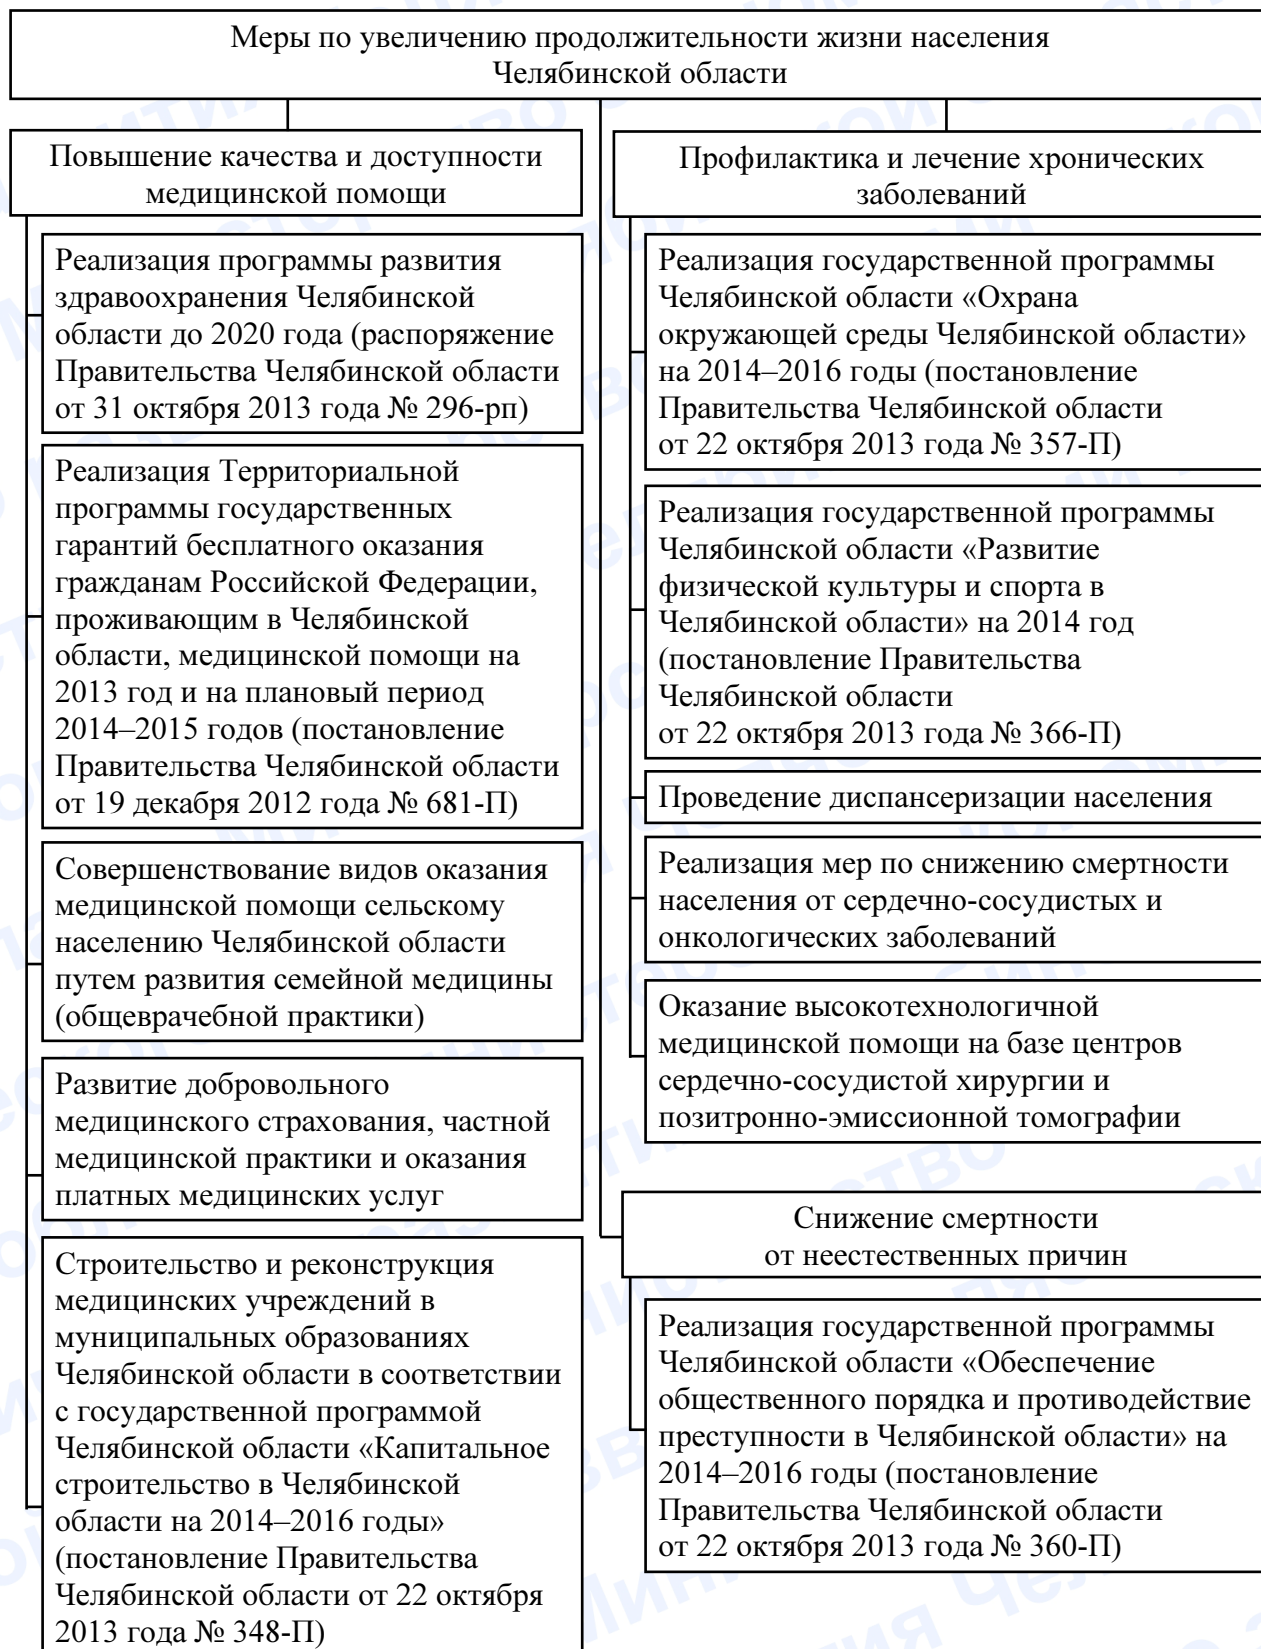 Меры по увеличению продолжительности жизни населения
Челябинской области
Повышение качества и доступности
медицинской помощи
Реализация программы развития
здравоохранения Челябинской
области до 2020 года (распоряжение
Правительства Челябинской области
от 31 октября 2013 года № 296-рп)
Реализация Территориальной
программы государственных
гарантий бесплатного оказания
гражданам Российской Федерации,
проживающим в Челябинской
области, медицинской помощи на
2013 год и на плановый период
2014–2015 годов (постановление
Правительства Челябинской области
от 19 декабря 2012 года № 681-П)
Совершенствование видов оказания
медицинской помощи сельскому
населению Челябинской области
путем развития семейной медицины
(общеврачебной практики)
Развитие добровольного
медицинского страхования, частной
медицинской практики и оказания
платных медицинских услуг
Строительство и реконструкция
медицинских учреждений в
муниципальных образованиях
Челябинской области в соответствии
с государственной программой
Челябинской области «Капитальное
строительство в Челябинской
области на 2014–2016 годы»
(постановление Правительства
Челябинской области от 22 октября
2013 года № 348-П)
Профилактика и лечение хронических
заболеваний
Реализация государственной программы
Челябинской области «Охрана
окружающей среды Челябинской области»
на 2014–2016 годы (постановление
Правительства Челябинской области
от 22 октября 2013 года № 357-П)
Реализация государственной программы
Челябинской области «Развитие
физической культуры и спорта в
Челябинской области» на 2014 год
(постановление Правительства
Челябинской области
от 22 октября 2013 года № 366-П)
Проведение диспансеризации населения
Реализация мер по снижению смертности
населения от сердечно-сосудистых и
онкологических заболеваний
Оказание высокотехнологичной
медицинской помощи на базе центров
сердечно-сосудистой хирургии и
позитронно-эмиссионной томографии
Снижение смертности
от неестественных причин
Реализация государственной программы
Челябинской области «Обеспечение
общественного порядка и противодействие
преступности в Челябинской области» на
2014–2016 годы (постановление
Правительства Челябинской области
от 22 октября 2013 года № 360-П)